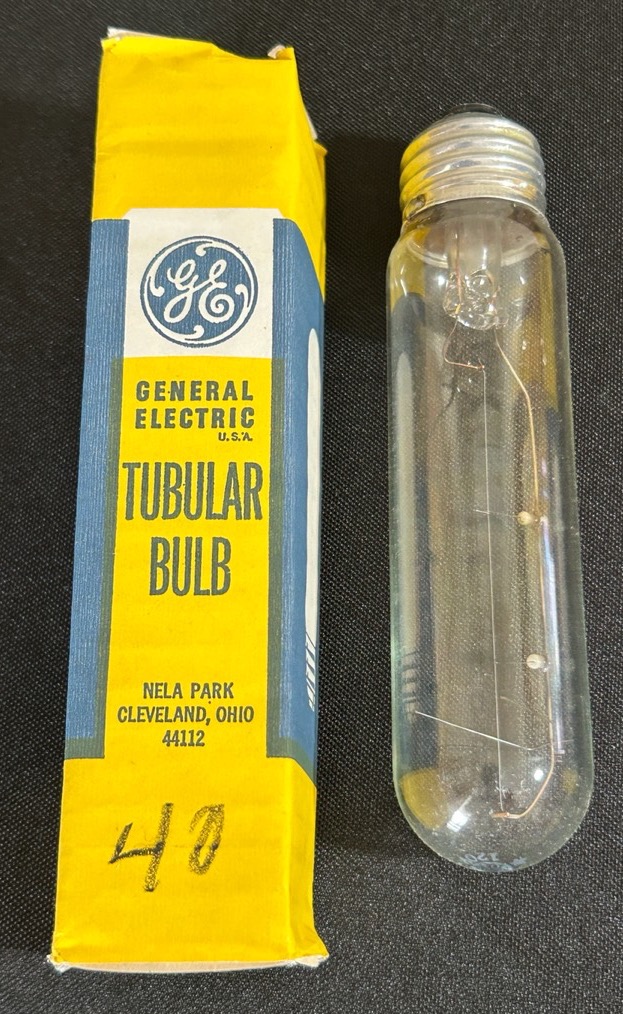 GE
GENERAL
ELECTRIC
U.S.A.
TUBULAR
BULB
NELA PARK
CLEVELAND, OHIO
44112
40